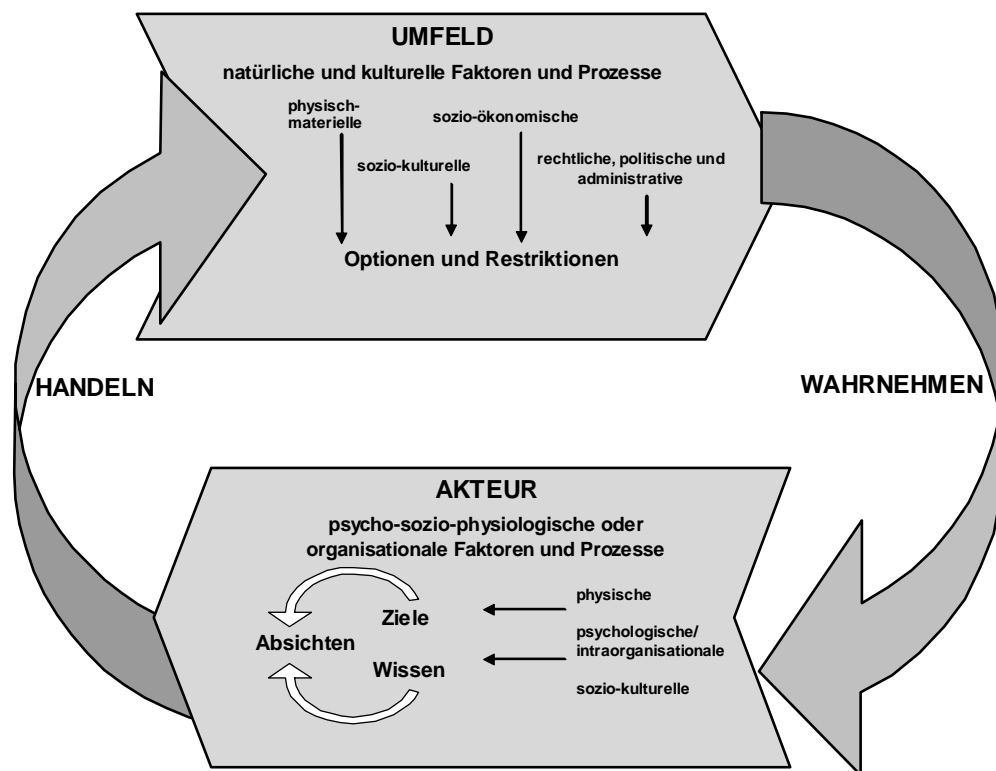 UMFELD
natürliche und kulturelle Faktoren und Prozesse
physisch-
materielle
sozio-ökonomische
sozio-kulturelle
rechtliche, politische und
administrative
Optionen und Restriktionen
HANDELN
WAHRNEHMEN
AKTEUR
psycho-sozio-physiologische oder
organisationale Faktoren und Prozesse
physische
Ziele
Absichten
psychologische/
intraorganisationale
Wissen
sozio-kulturelle